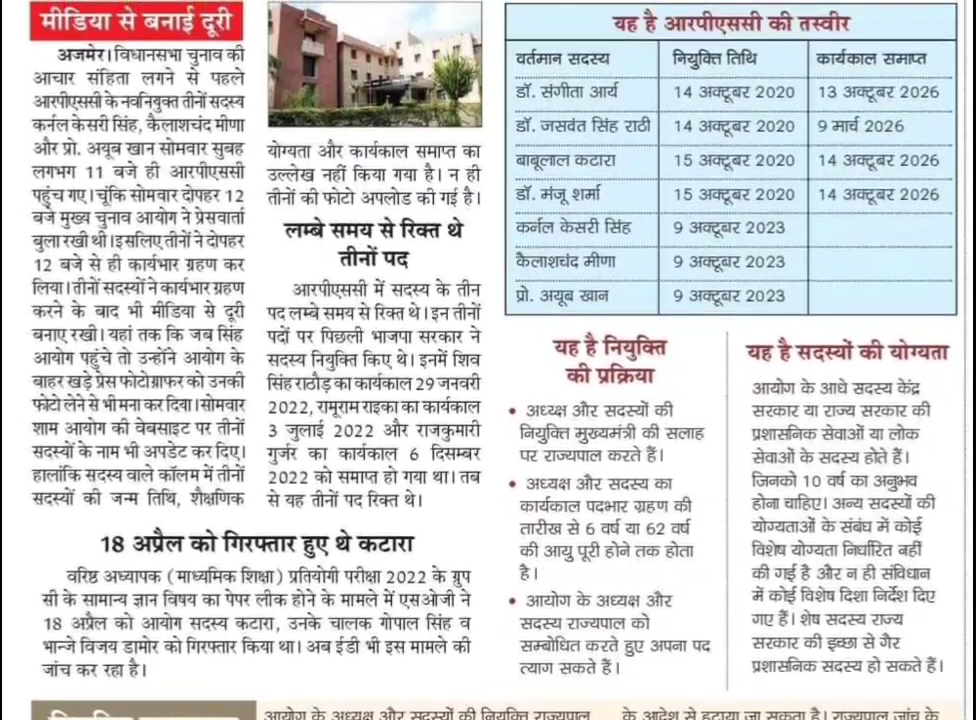 मीडिया से बनाई दूरी
अजमेर। विधानसभा चुनाव की
आचार संहिता लगने से पहले
आरपीएससी के नवनियुक्त तीनों सदस्य
कर्नल केसरी सिंह, कैलाशचंद मीणा
और प्रो. अयूब खान सोमवार सुबह
लगभग 11 बजे ही आरपीएससी
पहुंच गए। चूंकि सोमवार दोपहर 12
बजे मुख्य चुनाव आयोग ने प्रेसवार्ता
बुला रखी थी। इसलिए तीनों ने दोपहर
12 बजे से ही कार्यभार ग्रहण कर
लिया। तीनों सदस्यों ने कार्यभार ग्रहण
करने के बाद भी मीडिया से दूरी
बनाए रखी। यहां तक कि जब सिंह
आयोग पहुंचे तो उन्होंने आयोग के
बाहर खड़े प्रेस फोटोग्राफर को उनकी
फोटो लेने से भी मना कर दिया। सोमवार
शाम आयोग की वेबसाइट पर तीनों
सदस्यों के नाम भी अपडेट कर दिए।
हालांकि सदस्य वाले कॉलम में तीनों
सदस्यों की जन्म तिथि, शैक्षणिक
योग्यता और कार्यकाल समाप्त का
उल्लेख नहीं किया गया है। न ही
तीनों की फोटो अपलोड की गई है।
लम्बे समय से रिक्त थे
तीनों पद
आरपीएससी में सदस्य के तीन
पद लम्बे समय से रिक्त थे। इन तीनों
पदों पर पिछली भाजपा सरकार ने
सदस्य नियुक्त किए थे। इनमें शिव
सिंह राठौड़ का कार्यकाल 29 जनवरी
2022, रामूराम राइका का कार्यकाल
3 जुलाई 2022 और राजकुमारी
गुर्जर का कार्यकाल 6 दिसम्बर
2022 को समाप्त हो गया था। तब
से यह तीनों पद रिक्त थे।
18 अप्रैल को गिरफ्तार हुए थे कटारा
वरिष्ठ अध्यापक (माध्यमिक शिक्षा) प्रतियोगी परीक्षा 2022 के ग्रुप
सी के सामान्य ज्ञान विषय का पेपर लीक होने के मामले में एसओजी ने
18 अप्रैल को आयोग सदस्य कटारा, उनके चालक गोपाल सिंह व
भान्जे विजय डामोर को गिरफ्तार किया था। अब ईडी भी इस मामले की
जांच कर रहा है।
यह है आरपीएससी की तस्वीर
वर्तमान सदस्य नियुक्ति तिथि कार्यकाल समाप्त
डॉ. संगीता आर्य 14 अक्टूबर 2020 13 अक्टूबर 2026
डॉ. जसवंत सिंह राठी 14 अक्टूबर 2020 9 मार्च 2026
बाबूलाल कटारा 15 अक्टूबर 2020 14 अक्टूबर 2026
डॉ. मंजू शर्मा 15 अक्टूबर 2020 14 अक्टूबर 2026
कर्नल केसरी सिंह 9 अक्टूबर 2023
कैलाशचंद मीणा 9 अक्टूबर 2023
प्रो. अयूब खान 9 अक्टूबर 2023
यह है नियुक्ति
की प्रक्रिया
• अध्यक्ष और सदस्यों की
नियुक्ति मुख्यमंत्री की सलाह
पर राज्यपाल करते हैं।
• अध्यक्ष और सदस्य का
कार्यकाल पदभार ग्रहण की
तारीख से 6 वर्ष या 62 वर्ष
की आयु पूरी होने तक होता
है।
• आयोग के अध्यक्ष और
सदस्य राज्यपाल को
सम्बोधित करते हुए अपना पद
त्याग सकते हैं।
यह है सदस्यों की योग्यता
आयोग के आधे सदस्य केंद्र
सरकार या राज्य सरकार की
प्रशासनिक सेवाओं या लोक
सेवाओं के सदस्य होते हैं।
जिनको 10 वर्ष का अनुभव
होना चाहिए। अन्य सदस्यों की
योग्यताओं के संबंध में कोई
विशेष योग्यता निर्धारित नहीं
की गई है और न ही संविधान
में कोई विशेष दिशा निर्देश दिए
गए हैं। शेष सदस्य राज्य
सरकार की इच्छा से गैर
प्रशासनिक सदस्य हो सकते हैं।
आयोग के अध्यक्ष और सदस्यों की नियुक्ति राज्यपाल
के आदेश से हटाया जा सकता है। राज्यपाल जांच के